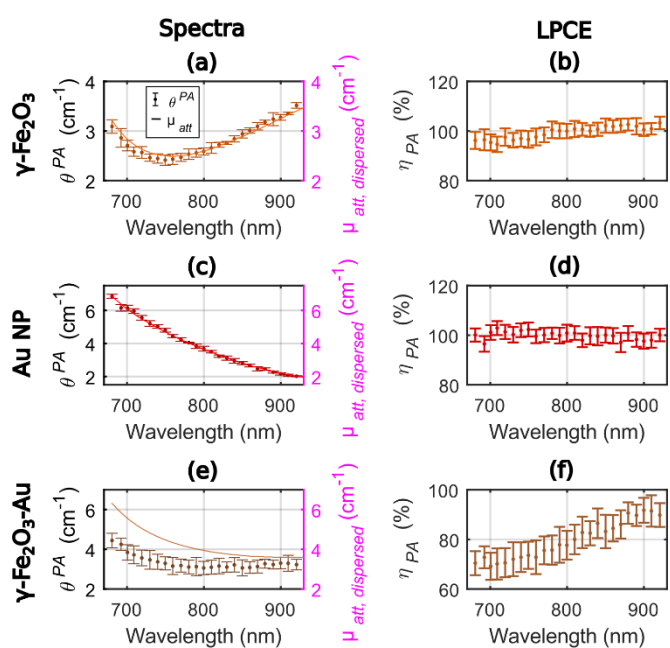 Spectra
LPCE
(a)
(b)
γ-Fe₂O₃
θ ᴾᴬ (cm⁻¹)
4
3
2
θ ᴾᴬ
μ att
4
3
2
μ att, dispersed (cm⁻¹)
700
800
900
Wavelength (nm)
η PA (%)
120
100
80
700
800
900
Wavelength (nm)
(c)
(d)
Au NP
θ ᴾᴬ (cm⁻¹)
6
4
2
6
4
2
μ att, dispersed (cm⁻¹)
700
800
900
Wavelength (nm)
η PA (%)
120
100
80
700
800
900
Wavelength (nm)
(e)
(f)
γ-Fe₂O₃-Au
θ ᴾᴬ (cm⁻¹)
6
4
2
6
4
2
μ att, dispersed (cm⁻¹)
700
800
900
Wavelength (nm)
η PA (%)
100
80
60
700
800
900
Wavelength (nm)